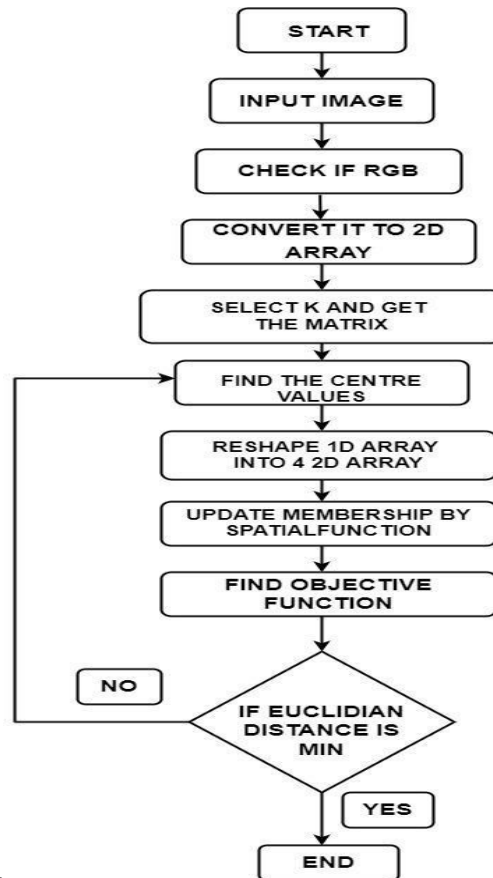 START
INPUT IMAGE
CHECK IF RGB
CONVERT IT TO 2D
ARRAY
SELECT K AND GET
THE MATRIX
FIND THE CENTRE
VALUES
RESHAPE 1D ARRAY
INTO 4 2D ARRAY
UPDATE MEMBERSHIP BY
SPATIALFUNCTION
FIND OBJECTIVE
FUNCTION
NO
IF EUCLIDIAN
DISTANCE IS
MIN
YES
END